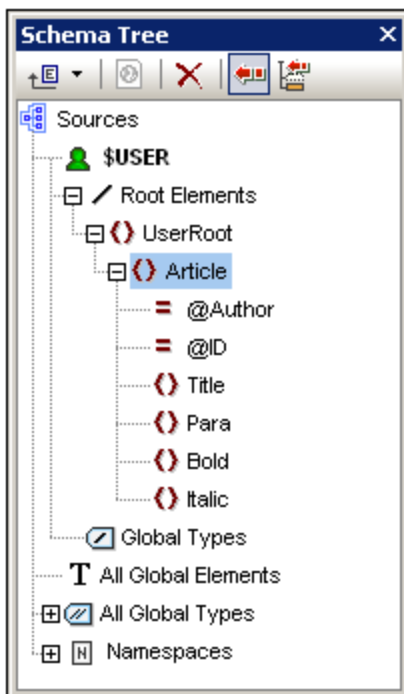 Schema Tree
Sources
$USER
Root Elements
UserRoot
Article
@Author
@ID
Title
Para
Bold
Italic
Global Types
All Global Elements
All Global Types
Namespaces